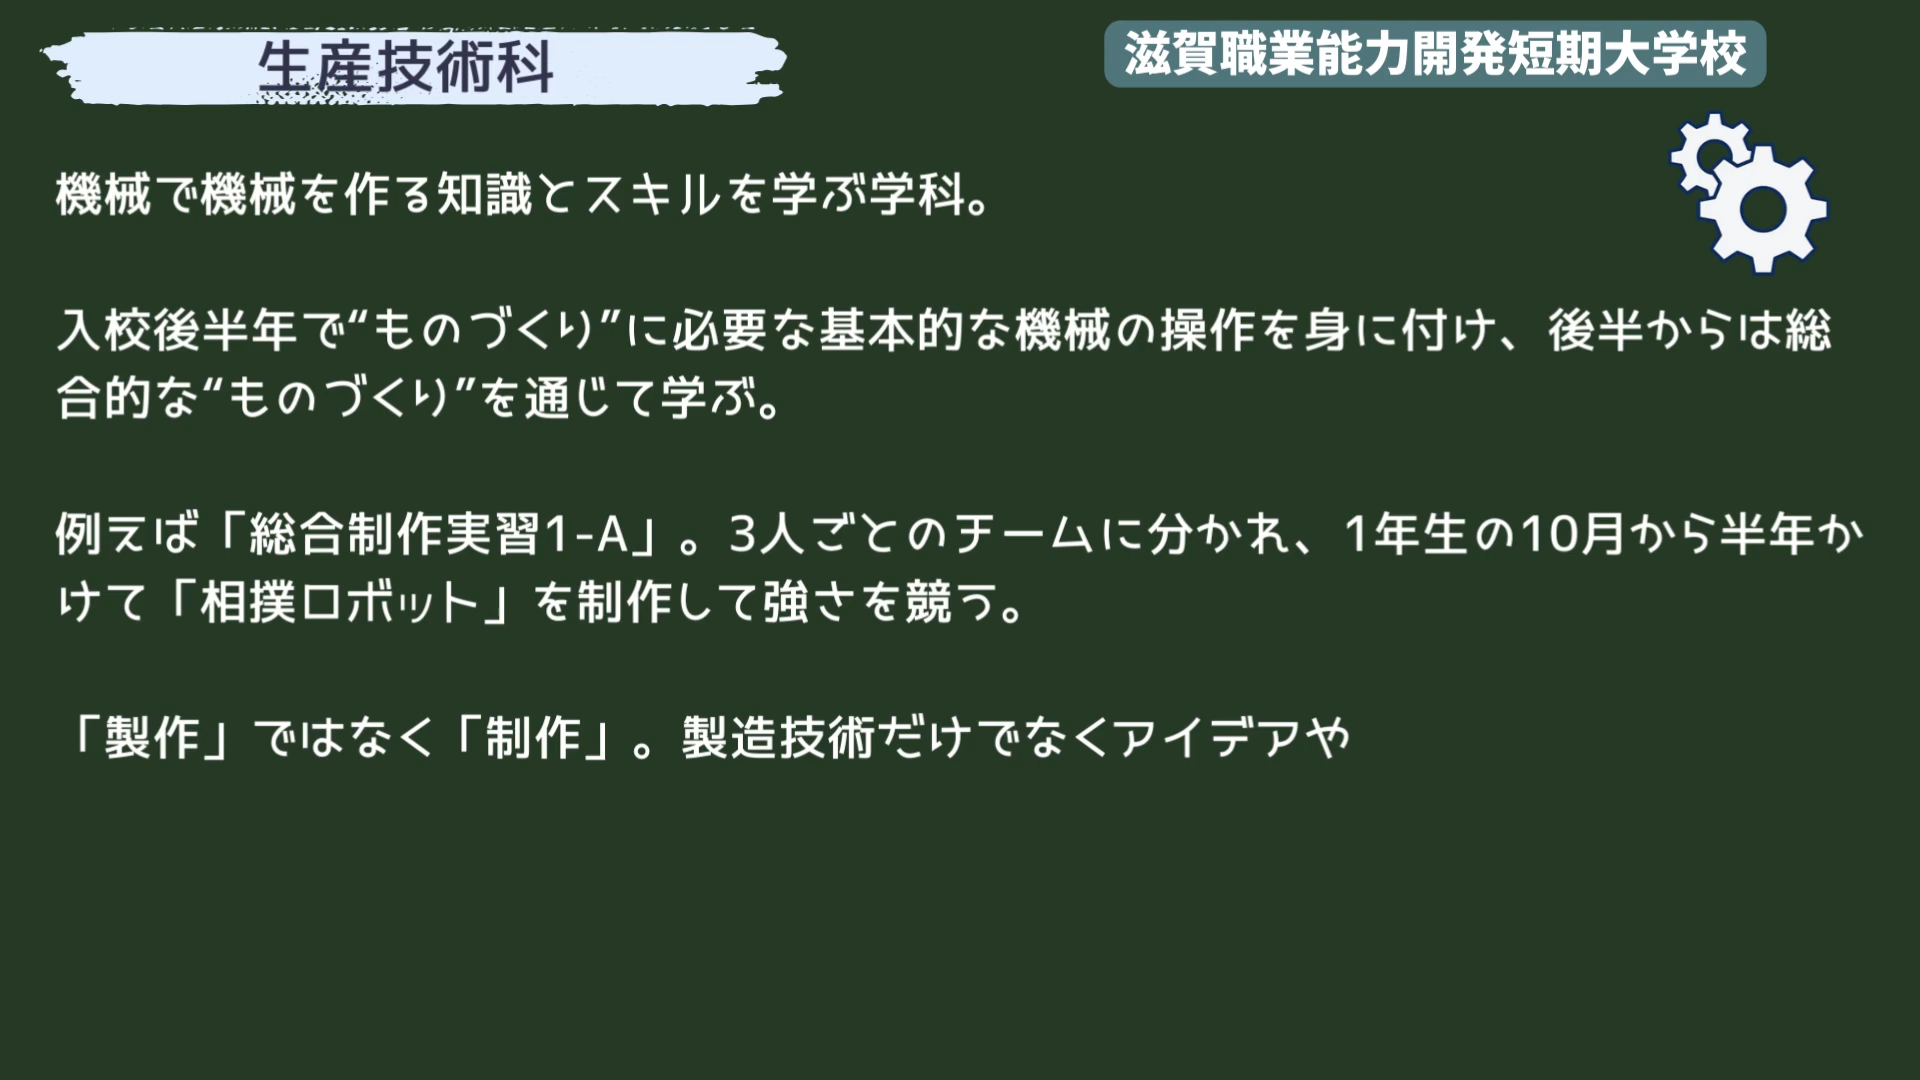 生産技術科
滋賀職業能力開発短期大学校
機械で機械を作る知識とスキルを学ぶ学科。
入校後半年で“ものづくり”に必要な基本的な機械の操作を身に付け、後半からは総
合的な“ものづくり”を通じて学ぶ。
例えば「総合制作実習1-A」。3人ごとのチームに分かれ、1年生の10月から半年か
けて「相撲ロボット」を制作して強さを競う。
「製作」ではなく「制作」。製造技術だけでなくアイデアや